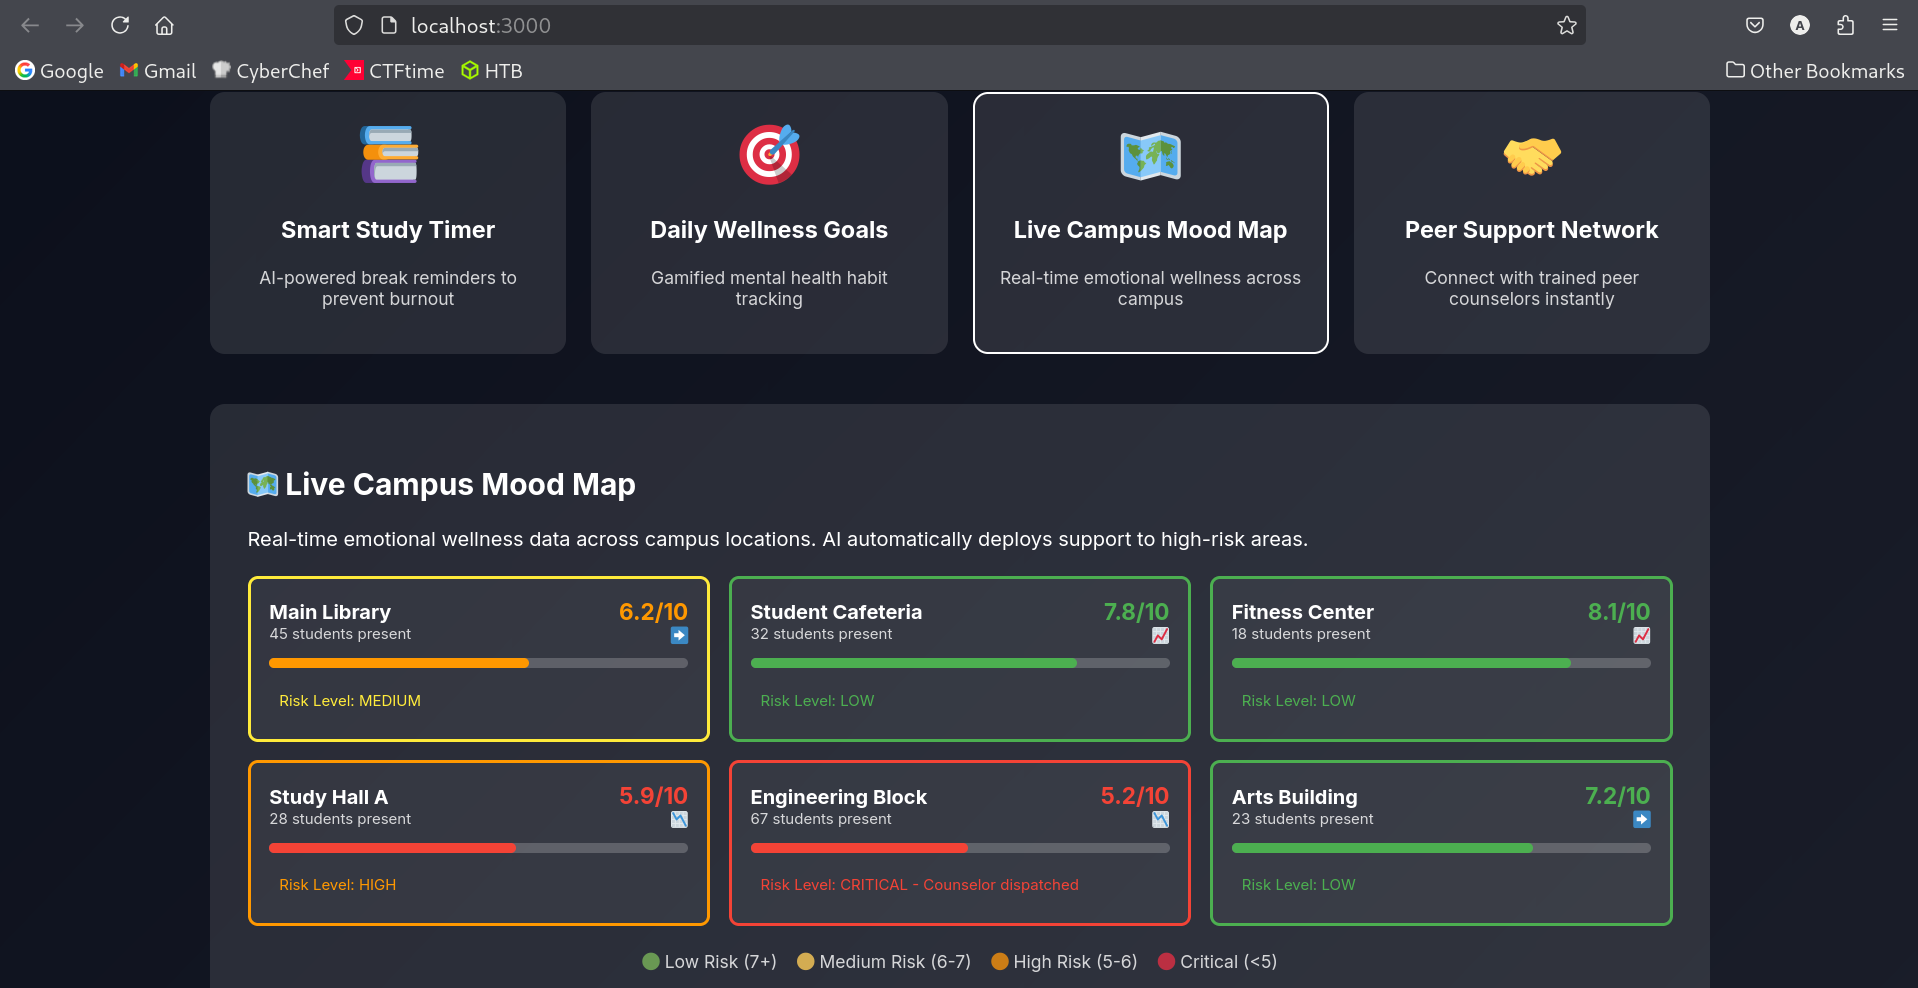 localhost:3000
A
Google
Gmail
CyberChef
CTFtime
HTB
Other Bookmarks
Smart Study Timer
AI-powered break reminders to
prevent burnout
Daily Wellness Goals
Gamified mental health habit
tracking
Live Campus Mood Map
Real-time emotional wellness across
campus
Peer Support Network
Connect with trained peer
counselors instantly
Live Campus Mood Map
Real-time emotional wellness data across campus locations. AI automatically deploys support to high-risk areas.
Main Library
6.2/10
45 students present
Risk Level: MEDIUM
Student Cafeteria
7.8/10
32 students present
Risk Level: LOW
Fitness Center
8.1/10
18 students present
Risk Level: LOW
Study Hall A
5.9/10
28 students present
Risk Level: HIGH
Engineering Block
5.2/10
67 students present
Risk Level: CRITICAL - Counselor dispatched
Arts Building
7.2/10
23 students present
Risk Level: LOW
Low Risk (7+)
Medium Risk (6-7)
High Risk (5-6)
Critical (<5)